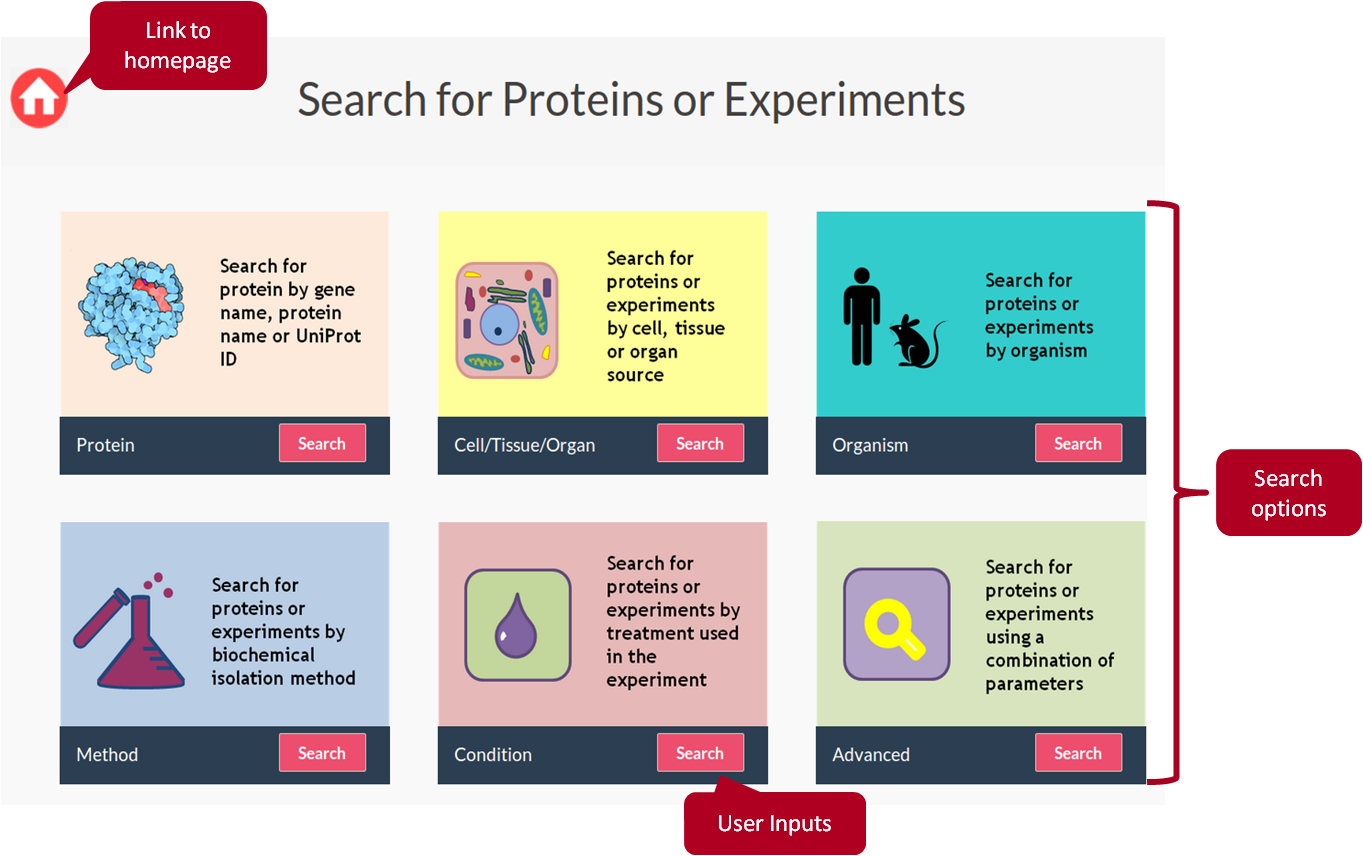 Link to
homepage
Search for Proteins or Experiments
Search for
protein by gene
name, protein
name or UniProt
ID
Protein
Search
Search for
proteins or
experiments
by cell, tissue
or organ
source
Cell/Tissue/Organ
Search
Search for
proteins or
experiments
by organism
Organism
Search
Search
options
Search for
proteins or
experiments by
biochemical
isolation method
Method
Search
Search for
proteins or
experiments by
treatment used
in the
experiment
Condition
Search
Search for
proteins or
experiments
using a
combination of
parameters
Advanced
Search
User Inputs